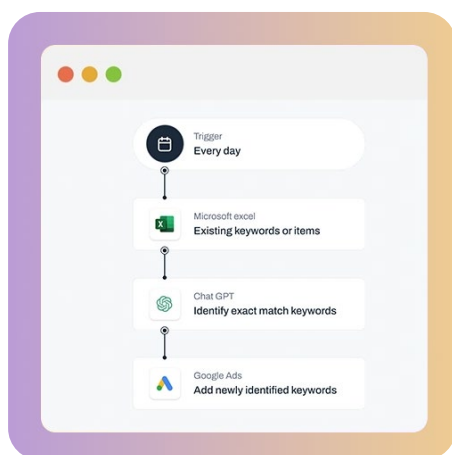 Trigger
Every day
Microsoft excel
Existing keywords or items
Chat GPT
Identify exact match keywords
Google Ads
Add newly identified keywords